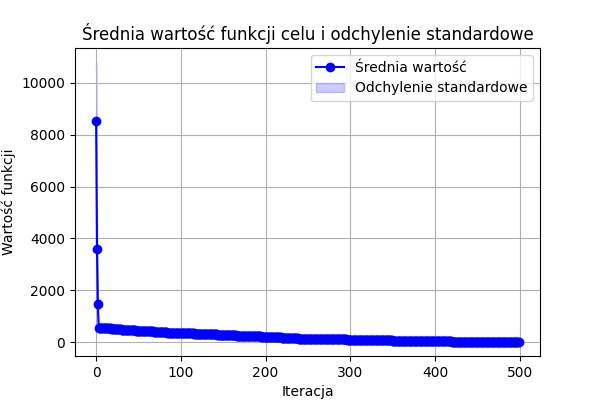 Średnia wartość funkcji celu i odchylenie standardowe
Średnia wartość
Odchylenie standardowe
Wartość funkcji
10000
8000
6000
4000
2000
0
0 100 200 300 400 500
Iteracja